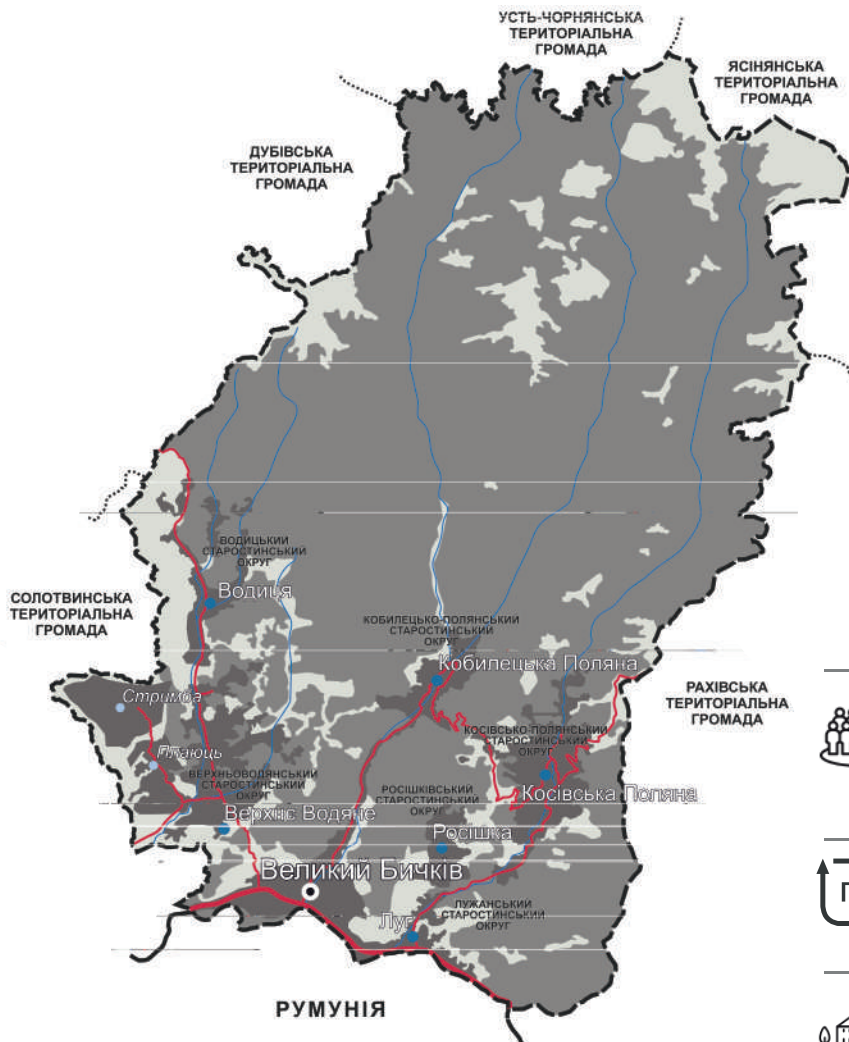 УСТЬ-ЧОРНЯНСЬКА
ТЕРИТОРІАЛЬНА
ГРОМАДА
ЯСІНЯНСЬКА
ТЕРИТОРІАЛЬНА
ГРОМАДА
ДУБІВСЬКА
ТЕРИТОРІАЛЬНА
ГРОМАДА
ВОДИЦЬКИЙ
СТАРОСТИНСЬКИЙ
ОКРУГ
Водиця
СОЛОТВИНСЬКА
ТЕРИТОРІАЛЬНА
ГРОМАДА
КОБИЛЕЦЬКО-ПОЛЯНСЬКИЙ
СТАРОСТИНСЬКИЙ
ОКРУГ
Кобилецька Поляна
РАХІВСЬКА
ТЕРИТОРІАЛЬНА
ГРОМАДА
Стримба
КОСІВСЬКО-ПОЛЯНСЬКИЙ
СТАРОСТИНСЬКИЙ
ОКРУГ
Плаюць
ВЕРХНЬОВОДЯНСЬКИЙ
СТАРОСТИНСЬКИЙ
ОКРУГ
РОСІШКІВСЬКИЙ
СТАРОСТИНСЬКИЙ
ОКРУГ
Косівська Поляна
Верхнє Водяне
Росішка
Великий Бичків
ЛУЖАНСЬКИЙ
СТАРОСТИНСЬКИЙ
ОКРУГ
Луг
РУМУНІЯ